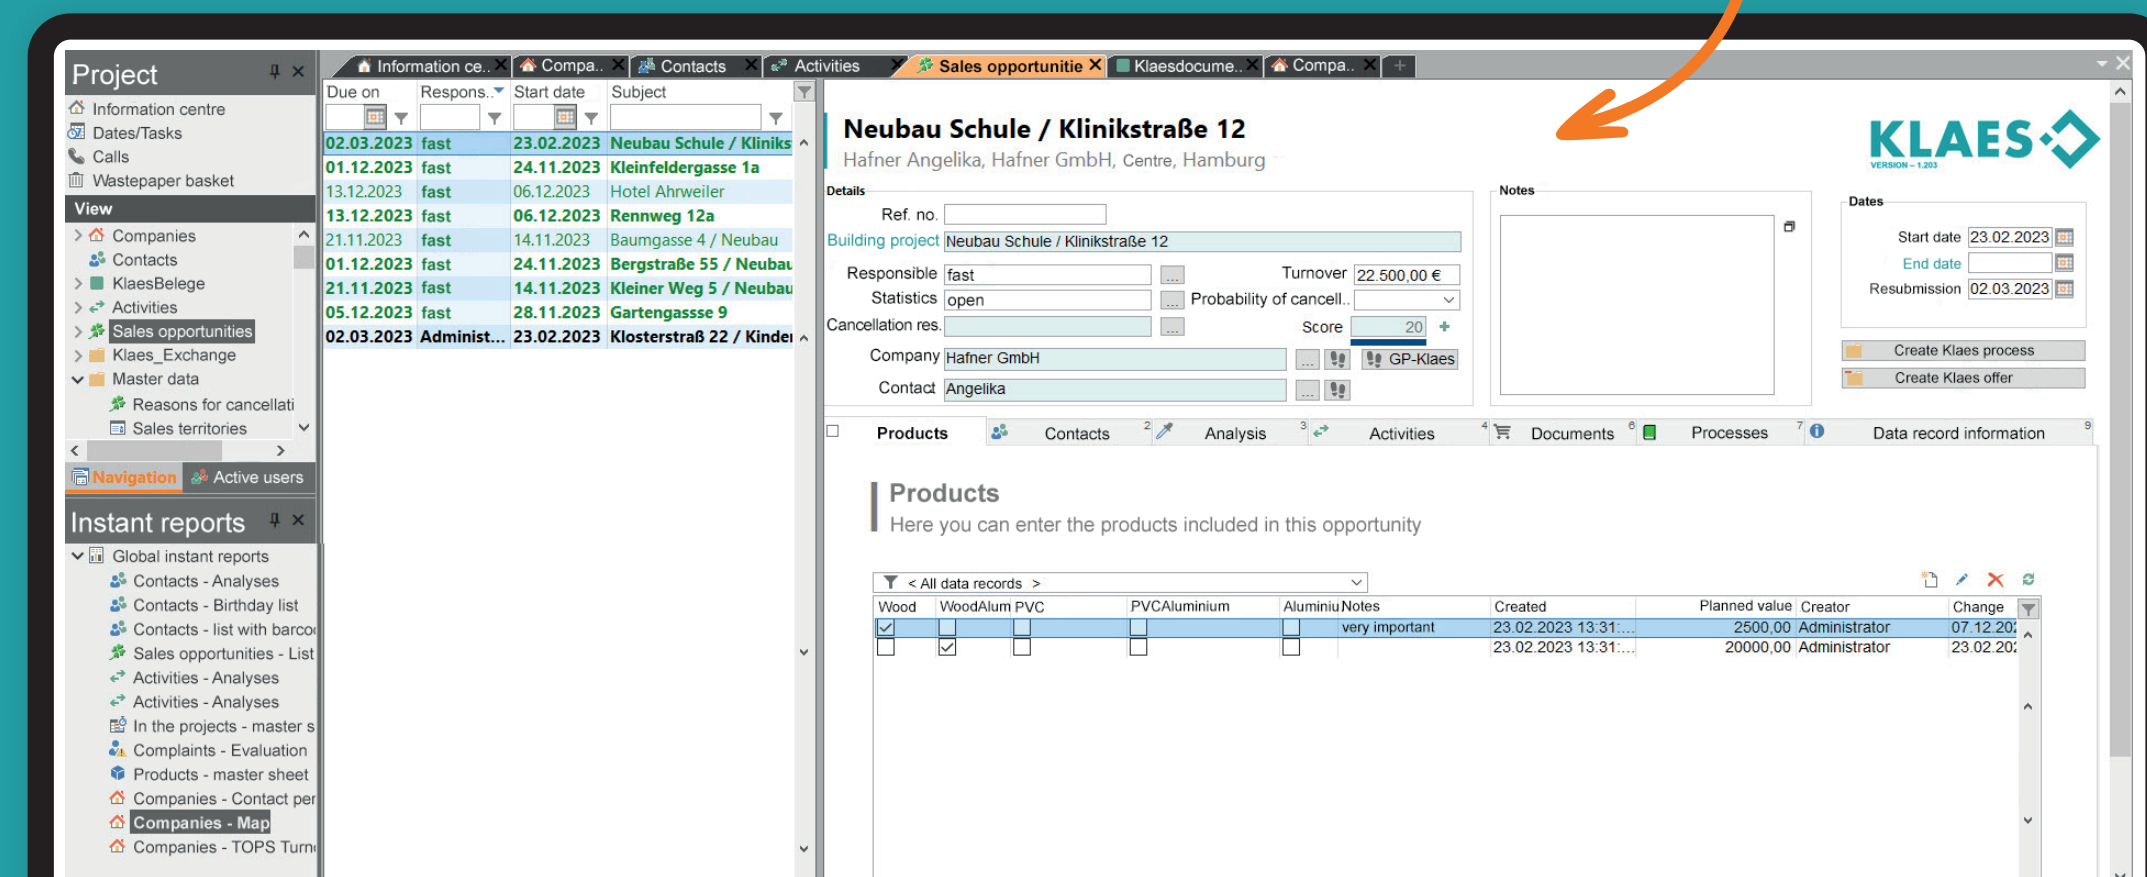 Project
Information centre
Dates/Tasks
Calls
Wastepaper basket
View
Companies
Contacts
KlaesBelege
Activities
Sales opportunities
Klaes_Exchange
Master data
Reasons for cancellati
Sales territories
Navigation Active users
Instant reports
Global instant reports
Contacts - Analyses
Contacts - Birthday list
Contacts - list with barco
Sales opportunities - List
Activities - Analyses
Activities - Analyses
In the projects - master s
Complaints - Evaluation
Products - master sheet
Companies - Contact per
Companies - Map
Companies - TOPS Turn
Information ce.. Compa.. Contacts Activities Sales opportunitie Klaesdocume.. Compa.. +
Due on Respons.. Start date Subject
02.03.2023 fast 23.02.2023 Neubau Schule / Kliniks
01.12.2023 fast 24.11.2023 Kleinfeldergasse 1a
13.12.2023 fast 06.12.2023 Hotel Ahrweiler
13.12.2023 fast 06.12.2023 Rennweg 12a
21.11.2023 fast 14.11.2023 Baumgasse 4 / Neubau
01.12.2023 fast 24.11.2023 Bergstraße 55 / Neubau
21.11.2023 fast 14.11.2023 Kleiner Weg 5 / Neubau
05.12.2023 fast 28.11.2023 Gartengassse 9
02.03.2023 Administ... 23.02.2023 Klosterstraß 22 / Kinder
Neubau Schule / Klinikstraße 12
Hafner Angelika, Hafner GmbH, Centre, Hamburg
KLAES
VERSION – 1.203
Details
Ref. no.
Building project Neubau Schule / Klinikstraße 12
Responsible fast ... Turnover 22.500,00 €
Statistics open ... Probability of cancell..
Cancellation res. ... Score 20 +
Company Hafner GmbH ... GP-Klaes
Contact Angelika ...
Notes
Dates
Start date 23.02.2023
End date
Resubmission 02.03.2023
Create Klaes process
Create Klaes offer
Products Contacts 2 Analysis 3 Activities 4 Documents 6 Processes 7 Data record information 9
Products
Here you can enter the products included in this opportunity
< All data records >
Wood WoodAlum PVC PVCAluminium Aluminiu Notes Created Planned value Creator Change
very important 23.02.2023 13:31:... 2500,00 Administrator 07.12.202
23.02.2023 13:31:... 20000,00 Administrator 23.02.202